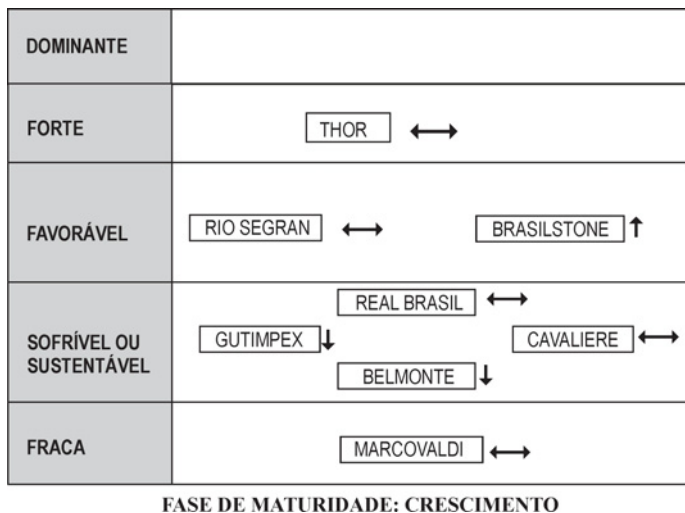 DOMINANTE
FORTE
THOR
FAVORÁVEL
RIO SEGRAN
BRASILSTONE
SOFRÍVEL OU
SUSTENTÁVEL
REAL BRASIL
GUTIMPEX
CAVALIERE
BELMONTE
FRACA
MARCOVALDI
FASE DE MATURIDADE: CRESCIMENTO